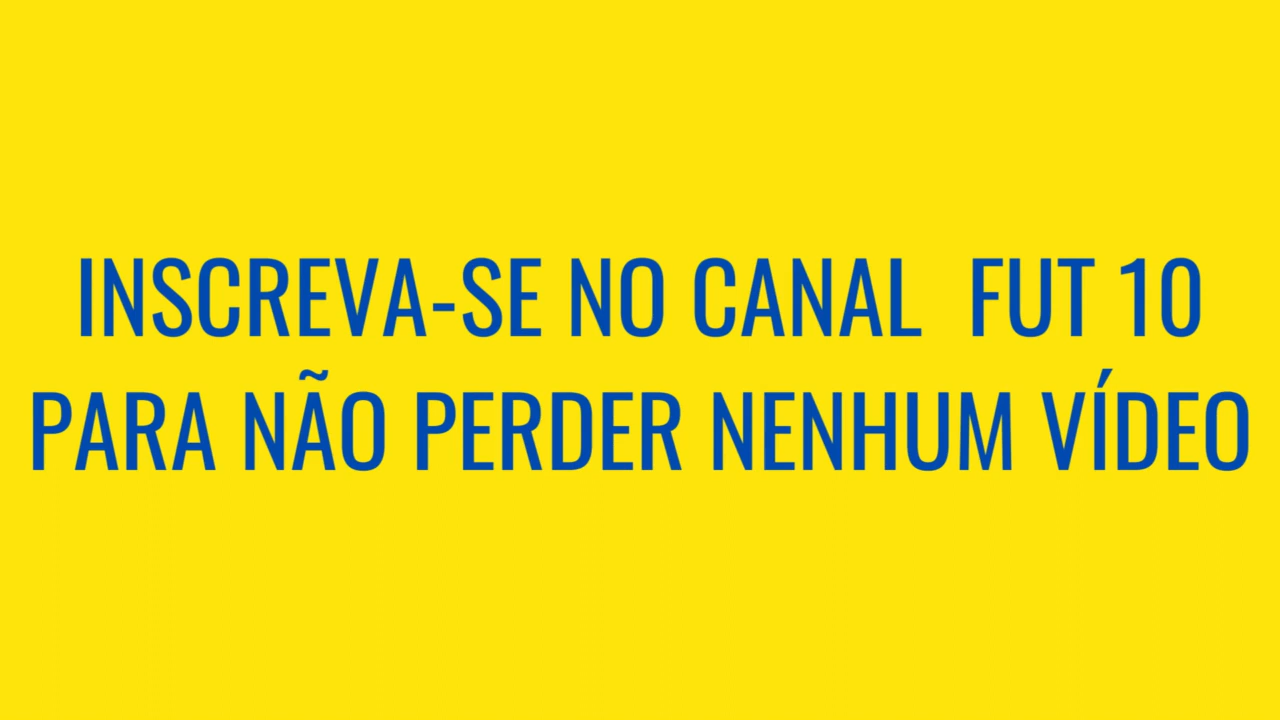 INSCREVA-SE NO CANAL  FUT 10
PARA NÃO PERDER NENHUM VÍDEO